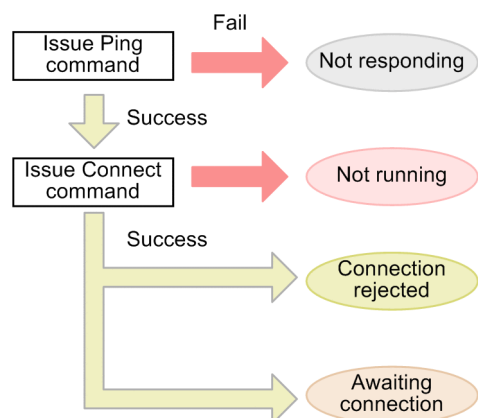 Fail
Issue Ping
command
Not responding
Success
Issue Connect
command
Not running
Success
Connection
rejected
Awaiting
connection